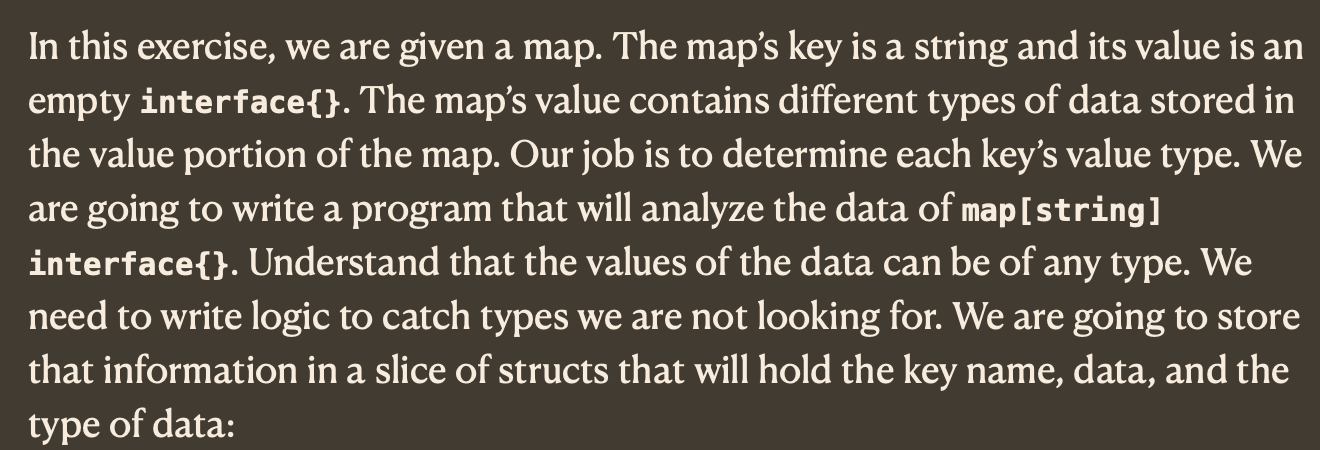 In this exercise, we are given a map. The map’s key is a string and its value is an
empty interface{}. The map’s value contains different types of data stored in
the value portion of the map. Our job is to determine each key’s value type. We
are going to write a program that will analyze the data of map[string]
interface{}. Understand that the values of the data can be of any type. We
need to write logic to catch types we are not looking for. We are going to store
that information in a slice of structs that will hold the key name, data, and the
type of data: